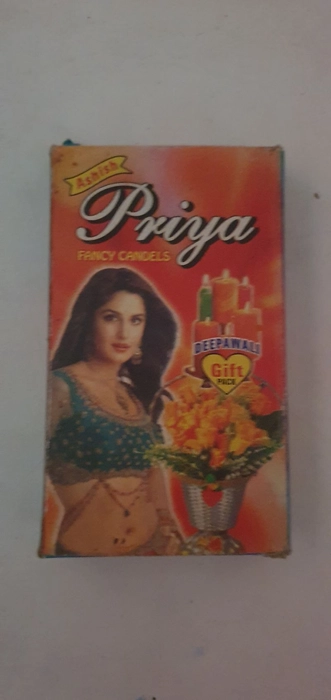 Ashish
Priya
FANCY CANDELS
DEEPAWALI
Gift
PACK